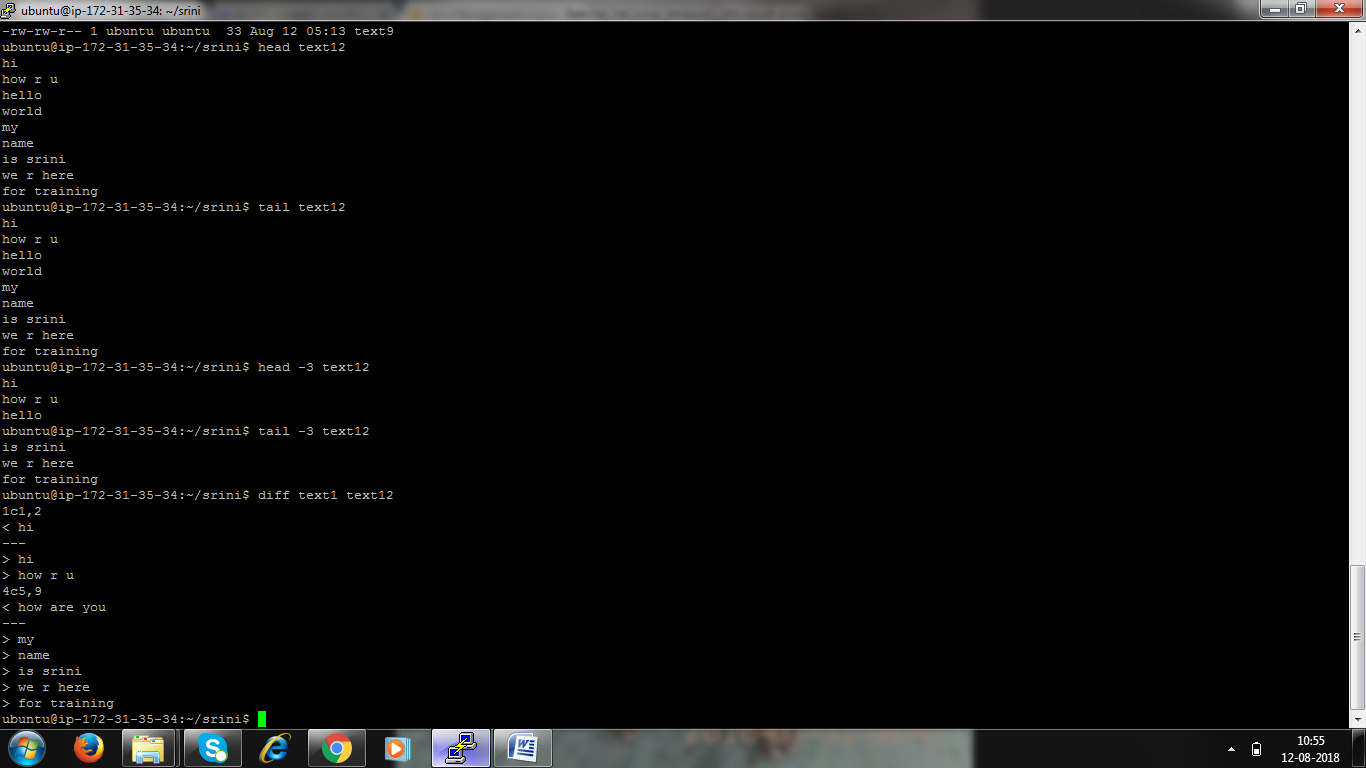 ubuntu@ip-172-31-35-34: ~/srini
-rw-rw-r-- 1 ubuntu ubuntu  33 Aug 12 05:13 text9
ubuntu@ip-172-31-35-34:~/srini$ head text12
hi
how r u
hello
world
my
name
is srini
we r here
for training
ubuntu@ip-172-31-35-34:~/srini$ tail text12
hi
how r u
hello
world
my
name
is srini
we r here
for training
ubuntu@ip-172-31-35-34:~/srini$ head -3 text12
hi
how r u
hello
ubuntu@ip-172-31-35-34:~/srini$ tail -3 text12
is srini
we r here
for training
ubuntu@ip-172-31-35-34:~/srini$ diff text1 text12
1c1,2
< hi
---
> hi
> how r u
4c5,9
< how are you
---
> my
> name
> is srini
> we r here
> for training
ubuntu@ip-172-31-35-34:~/srini$
10:55
12-08-2018